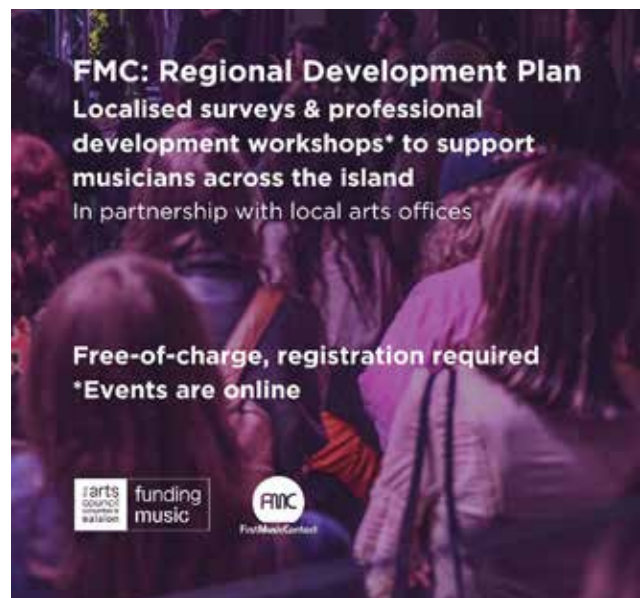 FMC: Regional Development Plan
Localised surveys & professional
development workshops* to support
musicians across the island
In partnership with local arts offices
Free-of-charge, registration required
*Events are online
arts
council
ealaíon
funding
music
FMC
FirstMusicContact